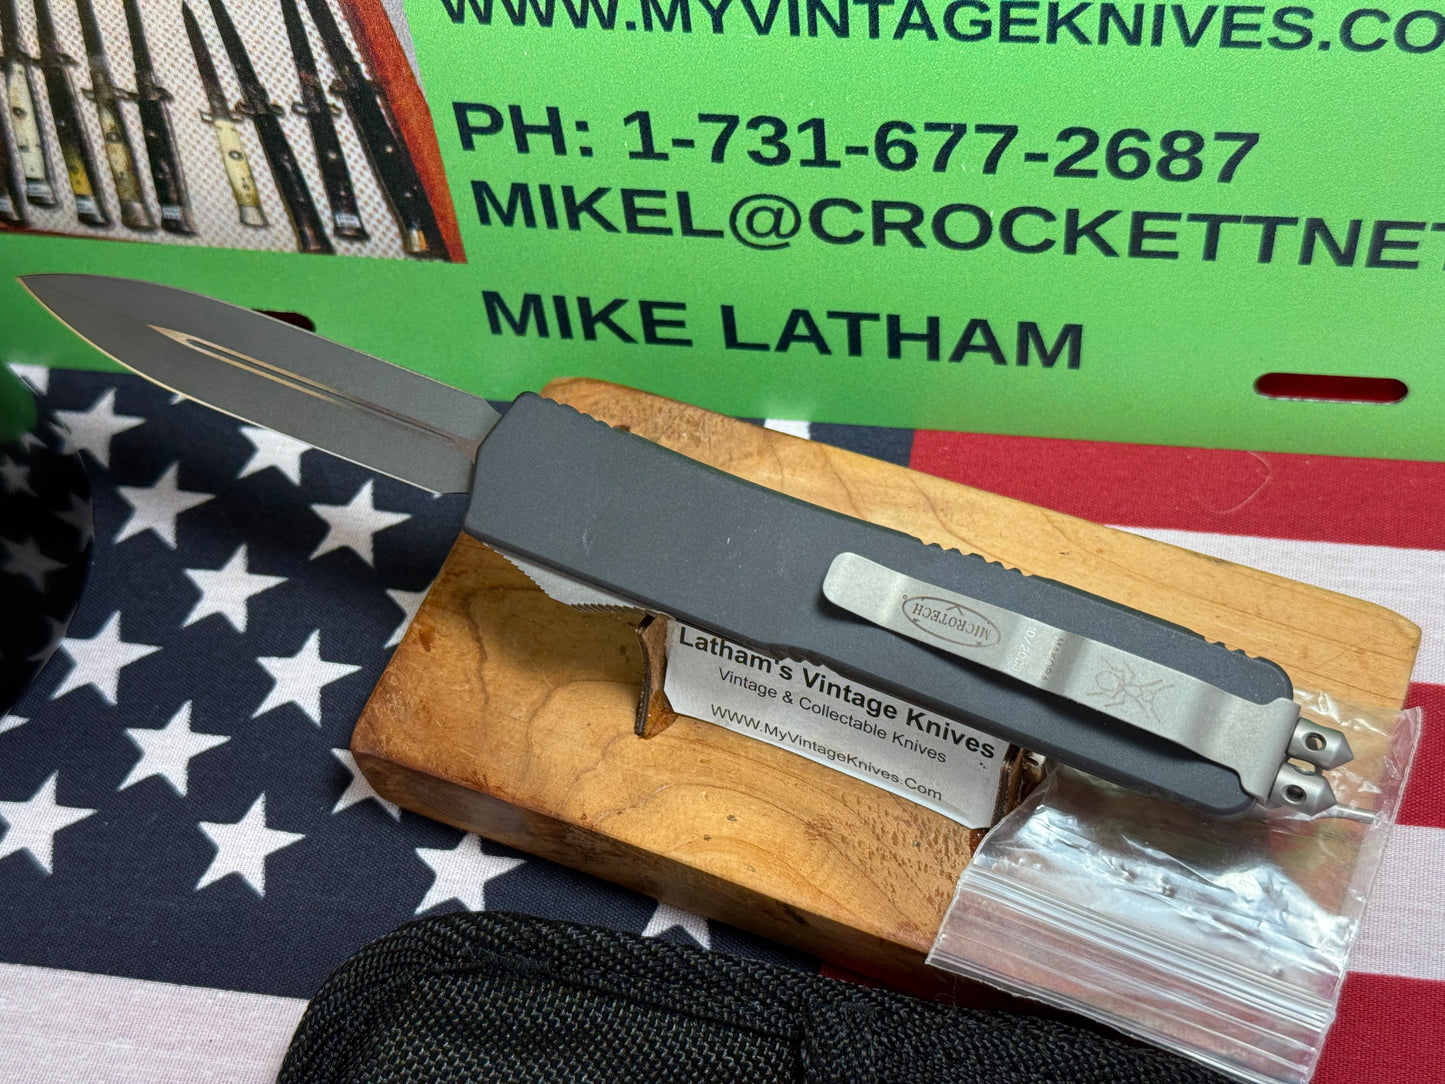 WWW.MYVINTAGEKNIVES.CO
PH: 1-731-677-2687
MIKEL@CROCKETTNET
MIKE LATHAM
MICROTECH
Latham's Vintage Knives
Vintage & Collectable Knives
WWW.MyVintageKnives.Com